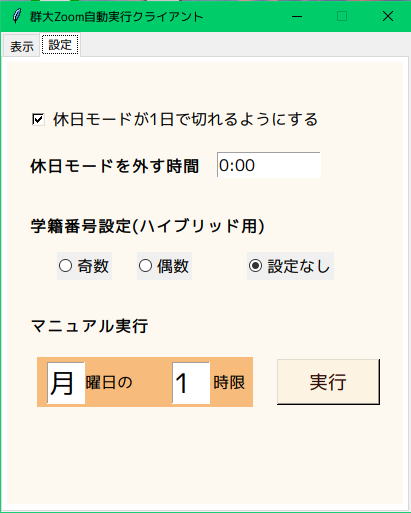 群大Zoom自動実行クライアント
表示 設定
休日モードが1日で切れるようにする
休日モードを外す時間 0:00
学籍番号設定(ハイブリッド用)
奇数 偶数 設定なし
マニュアル実行
月 曜日の 1 時限 実行